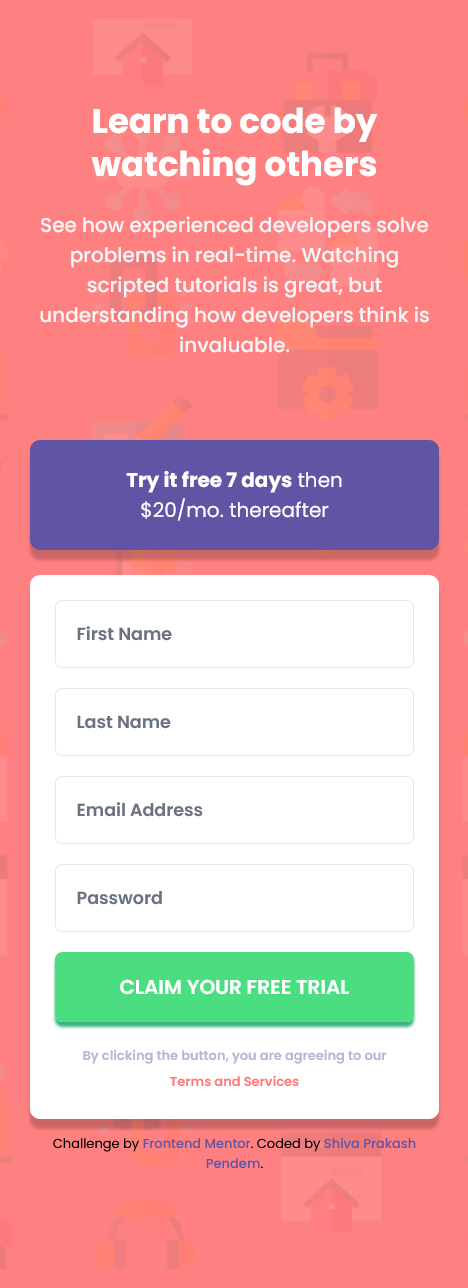 Learn to code by
watching others
See how experienced developers solve
problems in real-time. Watching
scripted tutorials is great, but
understanding how developers think is
invaluable.
Try it free 7 days then
$20/mo. thereafter
First Name
Last Name
Email Address
Password
CLAIM YOUR FREE TRIAL
By clicking the button, you are agreeing to our
Terms and Services
Challenge by Frontend Mentor. Coded by Shiva Prakash
Pendem.